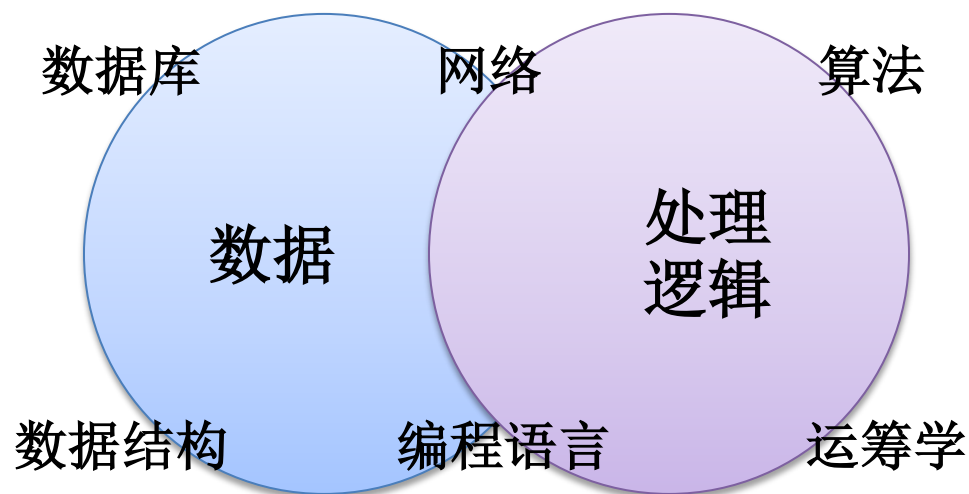 数据库
网络
算法
数据
处理
逻辑
数据结构
编程语言
运筹学